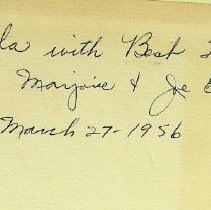 la with Best
Marjorie & Joe
March 27-1956